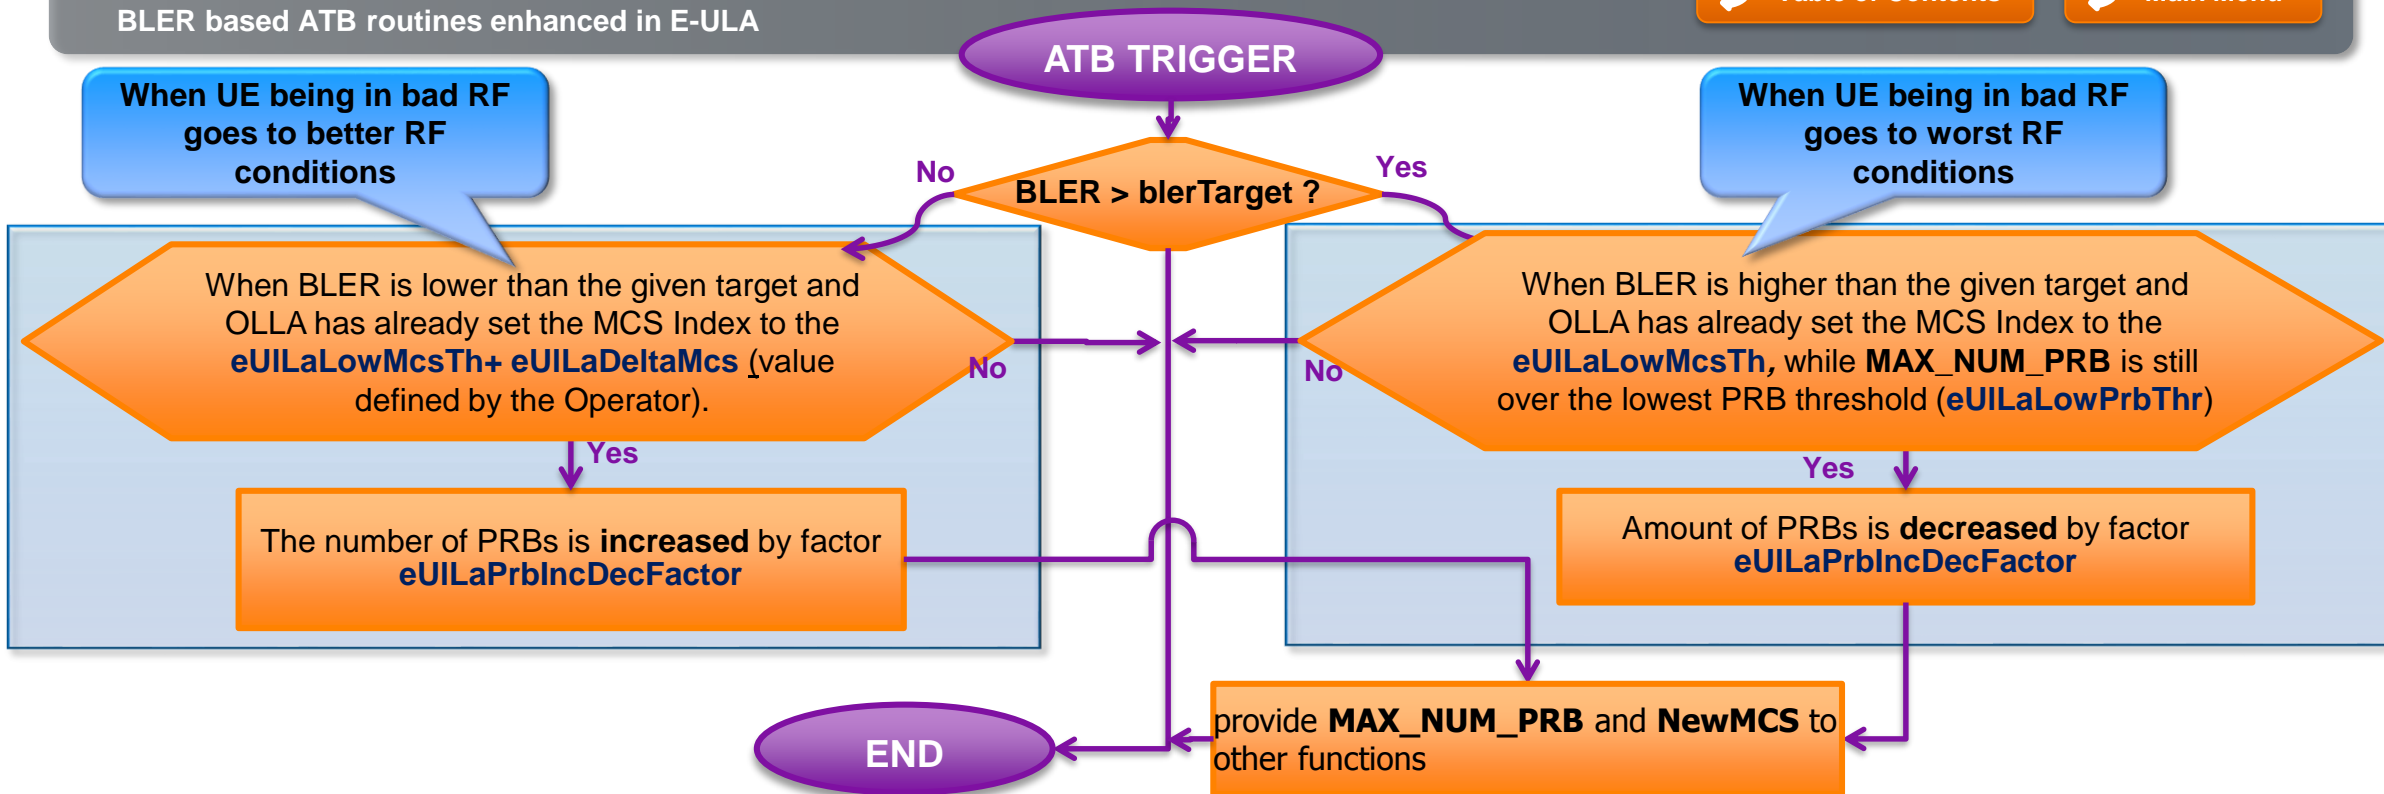 Table of Contents
Main Menu
BLER based ATB routines enhanced in E-ULA
ATB TRIGGER
When UE being in bad RF
goes to better RF
conditions
When UE being in bad RF
goes to worst RF
conditions
No
Yes
BLER > blerTarget ?
When BLER is lower than the given target and
OLLA has already set the MCS Index to the
eUlLaLowMcsTh+ eUlLaDeltaMcs (value
defined by the Operator).
No
When BLER is higher than the given target and
OLLA has already set the MCS Index to the
eUlLaLowMcsTh, while MAX_NUM_PRB is still
over the lowest PRB threshold (eUlLaLowPrbThr)
No
Yes
Yes
The number of PRBs is increased by factor
eUlLaPrbIncDecFactor
Amount of PRBs is decreased by factor
eUlLaPrbIncDecFactor
provide MAX_NUM_PRB and NewMCS to
other functions
END